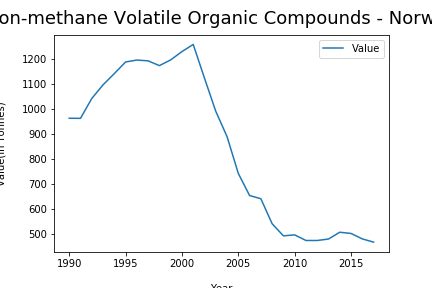 on-methane Volatile Organic Compounds - Norw
Value
Value(in Tonnes)
1200
1100
1000
900
800
700
600
500
1990 1995 2000 2005 2010 2015
Year